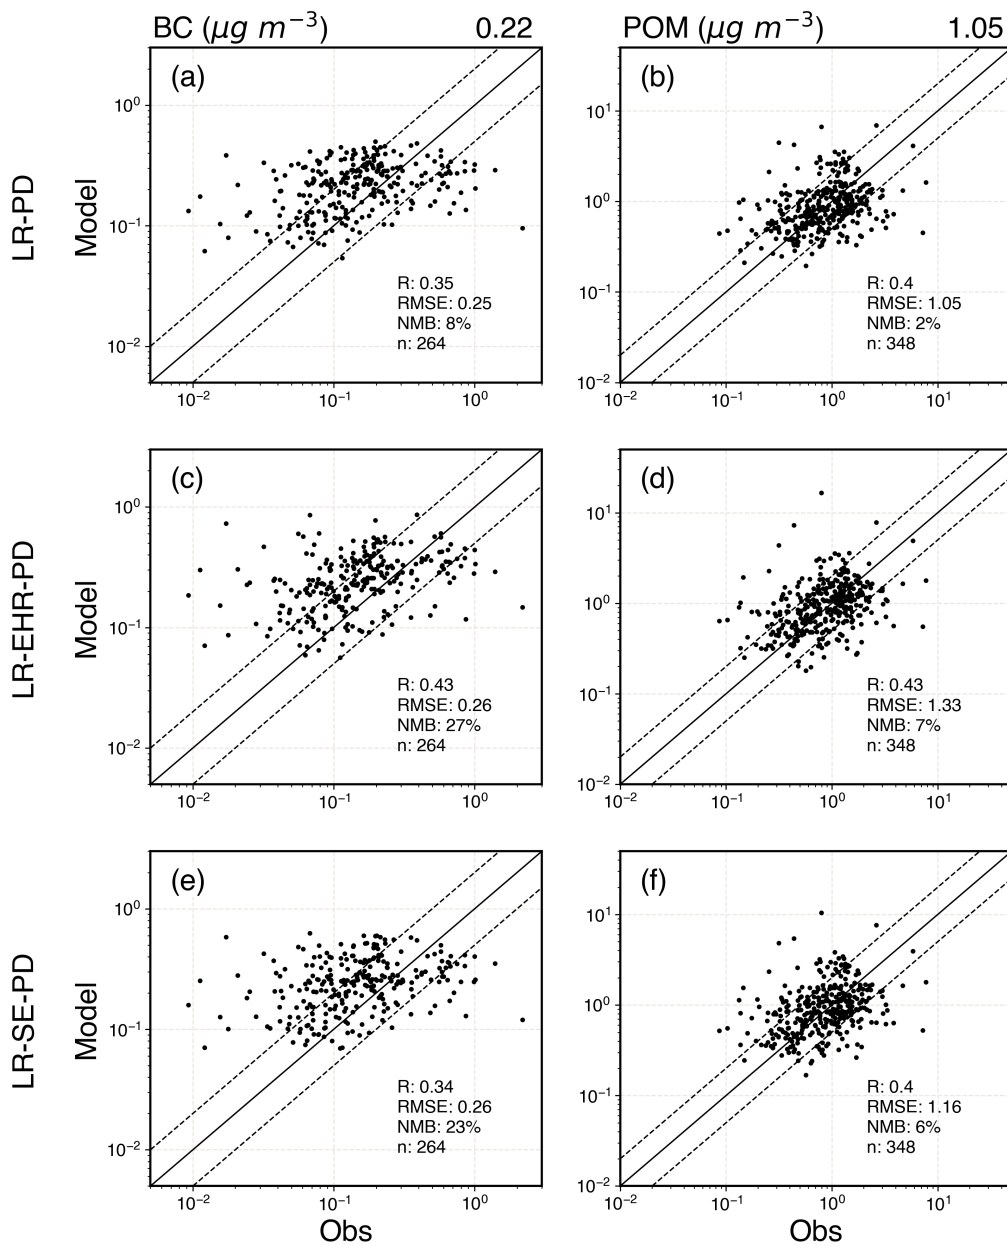 BC (μg m⁻³) 0.22
POM (μg m⁻³) 1.05
LR-PD
Model
(a)
10⁰
10⁻¹
10⁻²
R: 0.35
RMSE: 0.25
NMB: 8%
n: 264
10⁻² 10⁻¹ 10⁰
(b)
10¹
10⁰
10⁻¹
10⁻²
R: 0.4
RMSE: 1.05
NMB: 2%
n: 348
10⁻² 10⁻¹ 10⁰ 10¹
LR-EHR-PD
Model
(c)
10⁰
10⁻¹
10⁻²
R: 0.43
RMSE: 0.26
NMB: 27%
n: 264
10⁻² 10⁻¹ 10⁰
(d)
10¹
10⁰
10⁻¹
10⁻²
R: 0.43
RMSE: 1.33
NMB: 7%
n: 348
10⁻² 10⁻¹ 10⁰ 10¹
LR-SE-PD
Model
(e)
10⁰
10⁻¹
10⁻²
R: 0.34
RMSE: 0.26
NMB: 23%
n: 264
10⁻² 10⁻¹ 10⁰
Obs
(f)
10¹
10⁰
10⁻¹
10⁻²
R: 0.4
RMSE: 1.16
NMB: 6%
n: 348
10⁻² 10⁻¹ 10⁰ 10¹
Obs